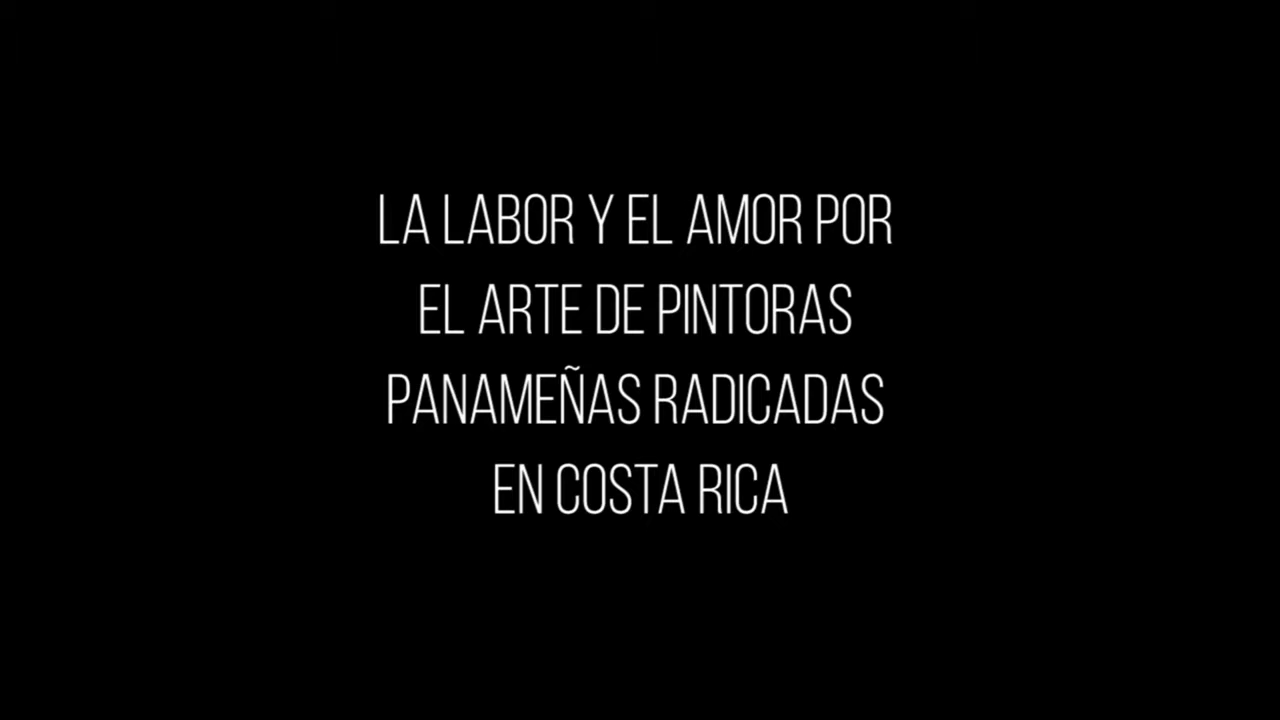 LA LABOR Y EL AMOR POR
EL ARTE DE PINTORAS
PANAMEÑAS RADICADAS
EN COSTA RICA